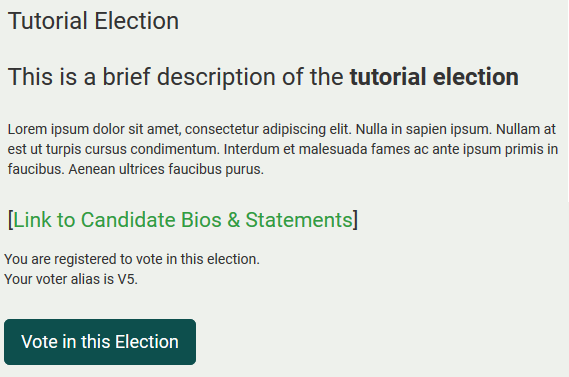 Tutorial Election
This is a brief description of the tutorial election
Lorem ipsum dolor sit amet, consectetur adipiscing elit. Nulla in sapien ipsum. Nullam at
est ut turpis cursus condimentum. Interdum et malesuada fames ac ante ipsum primis in
faucibus. Aenean ultrices faucibus purus.
[Link to Candidate Bios & Statements]
You are registered to vote in this election.
Your voter alias is V5.
Vote in this Election